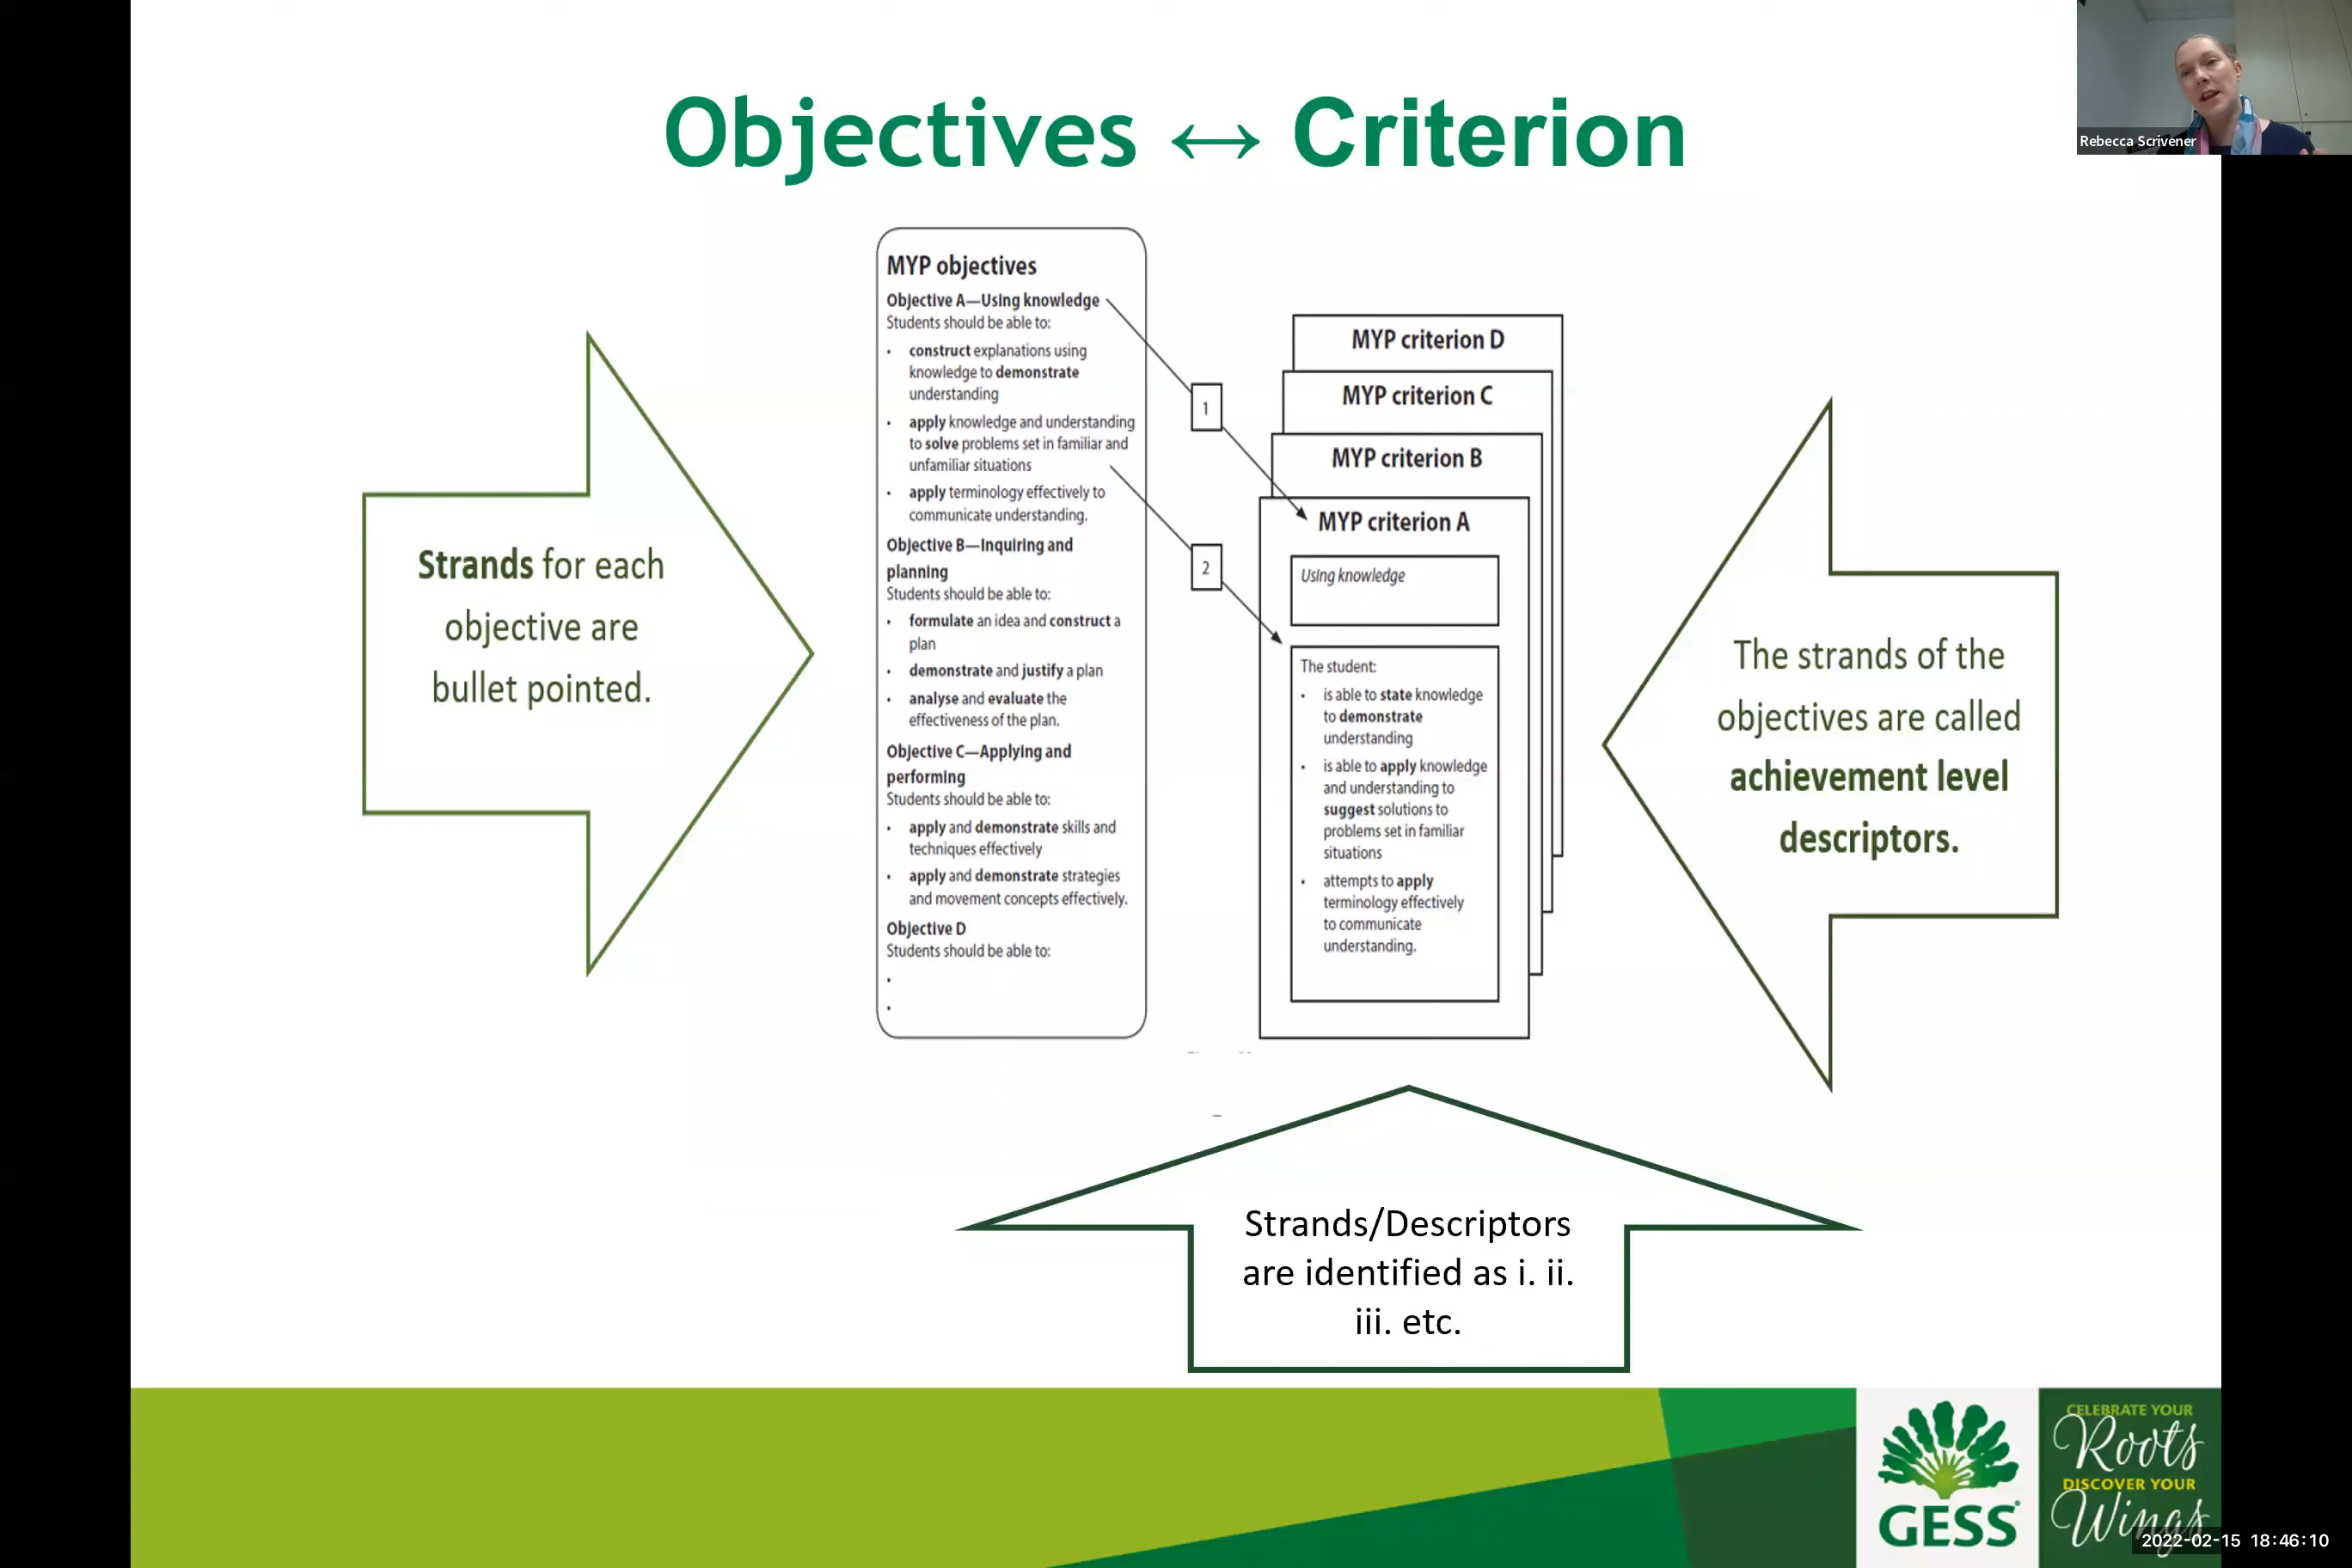 Objectives ↔ Criterion
Rebecca Scrivener
Strands for each
objective are
bullet pointed.
MYP objectives
Objective A—Using knowledge
Students should be able to:
• construct explanations using
knowledge to demonstrate
understanding
• apply knowledge and understanding
to solve problems set in familiar and
unfamiliar situations
• apply terminology effectively to
communicate understanding.
Objective B—Inquiring and
planning
Students should be able to:
• formulate an idea and construct a
plan
• demonstrate and justify a plan
• analyse and evaluate the
effectiveness of the plan.
Objective C—Applying and
performing
Students should be able to:
• apply and demonstrate skills and
techniques effectively
• apply and demonstrate strategies
and movement concepts effectively.
Objective D
Students should be able to:
•
•
1
2
MYP criterion D
MYP criterion C
MYP criterion B
MYP criterion A
Using knowledge
The student:
• is able to state knowledge
to demonstrate
understanding
• is able to apply knowledge
and understanding to
suggest solutions to
problems set in familiar
situations
• attempts to apply
terminology effectively
to communicate
understanding.
The strands of the
objectives are called
achievement level
descriptors.
Strands/Descriptors
are identified as i. ii.
iii. etc.
GESS
CELEBRATE YOUR
Roots
DISCOVER YOUR
Wings
2022-02-15 18:46:10